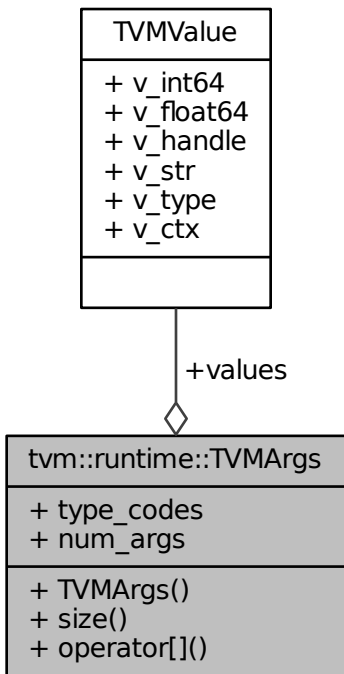 TVMValue
+ v_int64
+ v_float64
+ v_handle
+ v_str
+ v_type
+ v_ctx
+values
tvm::runtime::TVMArgs
+ type_codes
+ num_args
+ TVMArgs()
+ size()
+ operator[]()